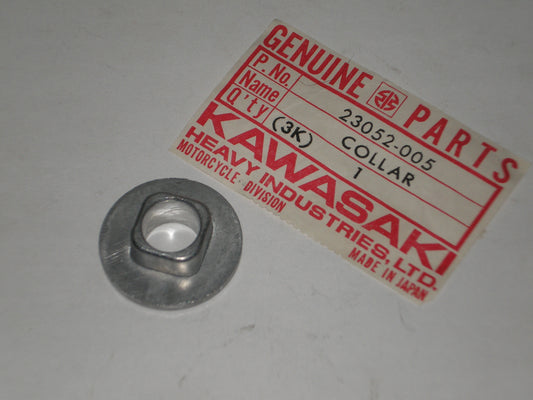 GENUINE PARTS
P. No. 23052-005
Name COLLAR
Q'ty (3K) 1
KAWASAKI
HEAVY INDUSTRIES, LTD.
MOTORCYCLE DIVISION
MADE IN JAPAN